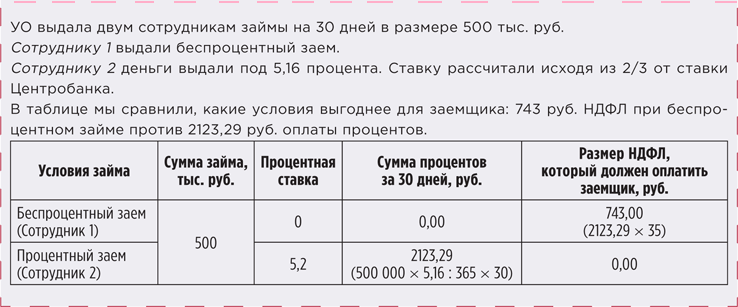 УО выдала двум сотрудникам займы на 30 дней в размере 500 тыс. руб.
Сотруднику 1 выдали беспроцентный заем.
Сотруднику 2 деньги выдали под 5,16 процента. Ставку рассчитали исходя из 2/3 от ставки
Центробанка.
В таблице мы сравнили, какие условия выгоднее для заемщика: 743 руб. НДФЛ при беспро-
центном займе против 2123,29 руб. оплаты процентов.
Условия займа
Сумма займа,
тыс. руб.
Процентная
ставка
Сумма процентов
за 30 дней, руб.
Размер НДФЛ,
который должен оплатить
заемщик, руб.
Беспроцентный заем
(Сотрудник 1)
500
0
0,00
743,00
(2123,29 × 35)
Процентный заем
(Сотрудник 2)
5,2
2123,29
(500 000 × 5,16 : 365 × 30)
0,00